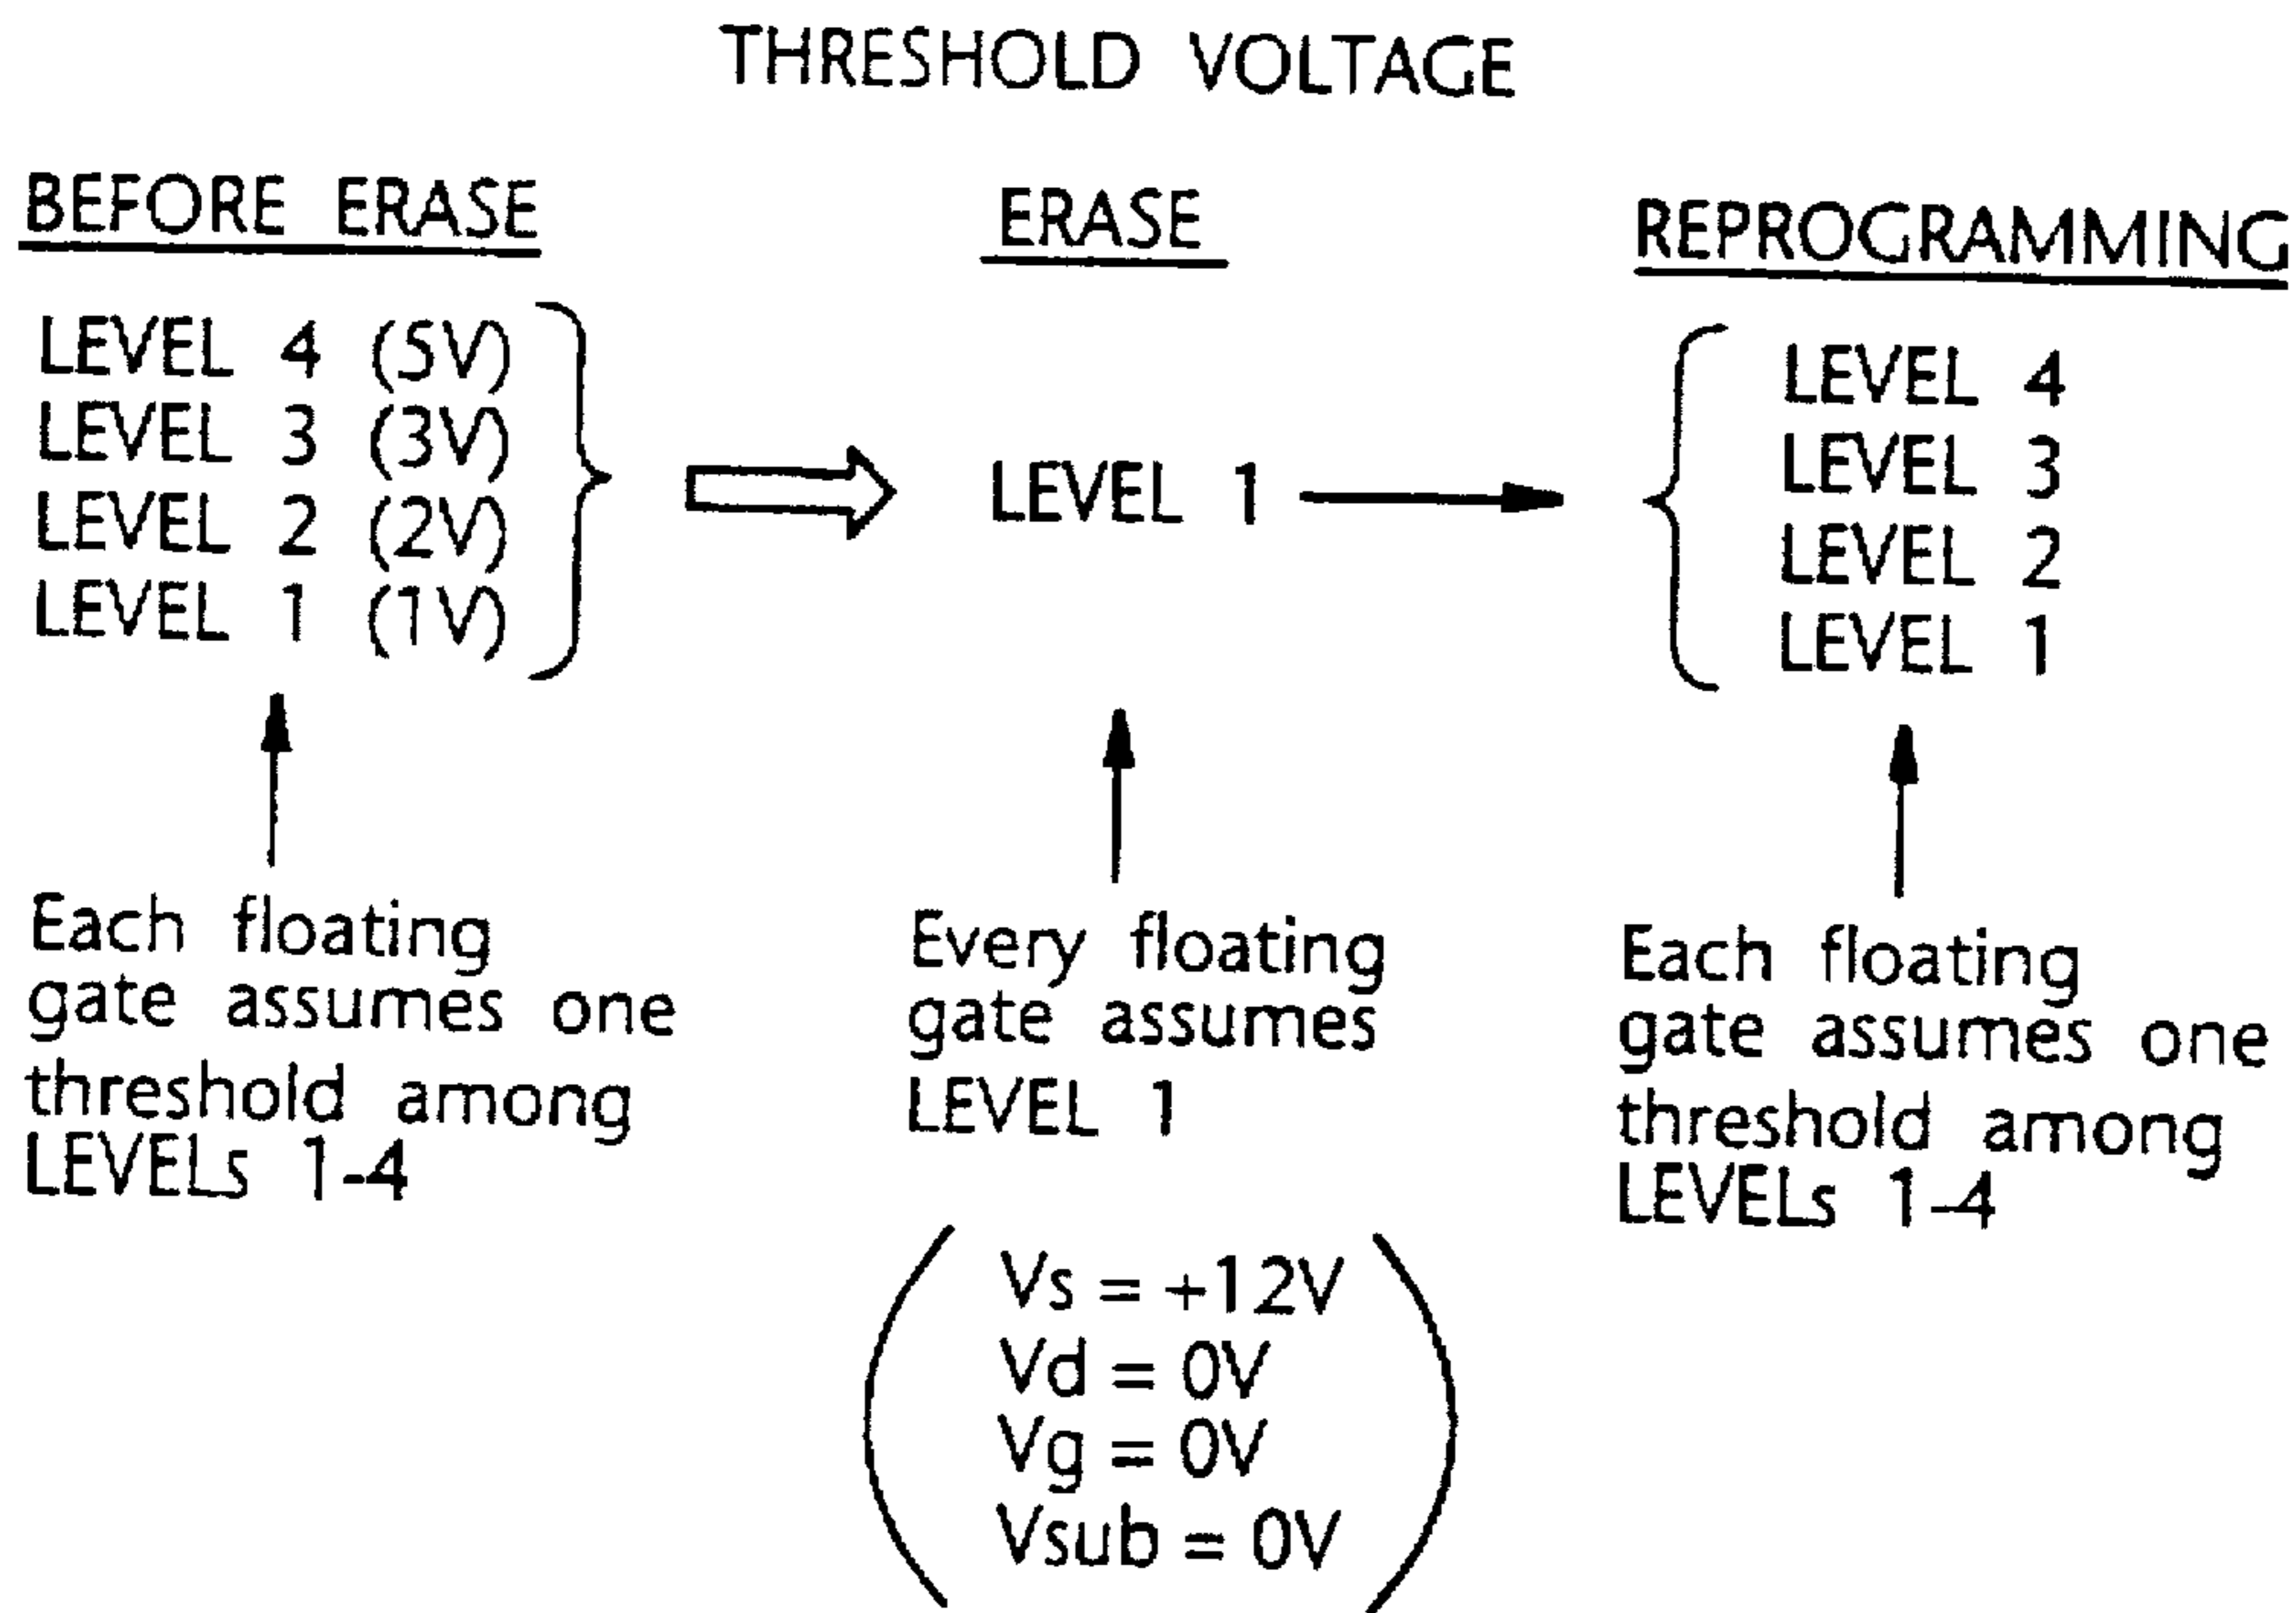 THRESHOLD VOLTAGE
BEFORE ERASE
LEVEL 4 (5V)
LEVEL 3 (3V)
LEVEL 2 (2V)
LEVEL 1 (1V)
Each floating
gate assumes one
threshold among
LEVELs 1-4
ERASE
LEVEL 1
Every floating
gate assumes
LEVEL 1
Vs = +12V
Vd = 0V
Vg = 0V
Vsub = 0V
REPROGRAMMING
LEVEL 4
LEVEL 3
LEVEL 2
LEVEL 1
Each floating
gate assumes one
threshold among
LEVELs 1-4